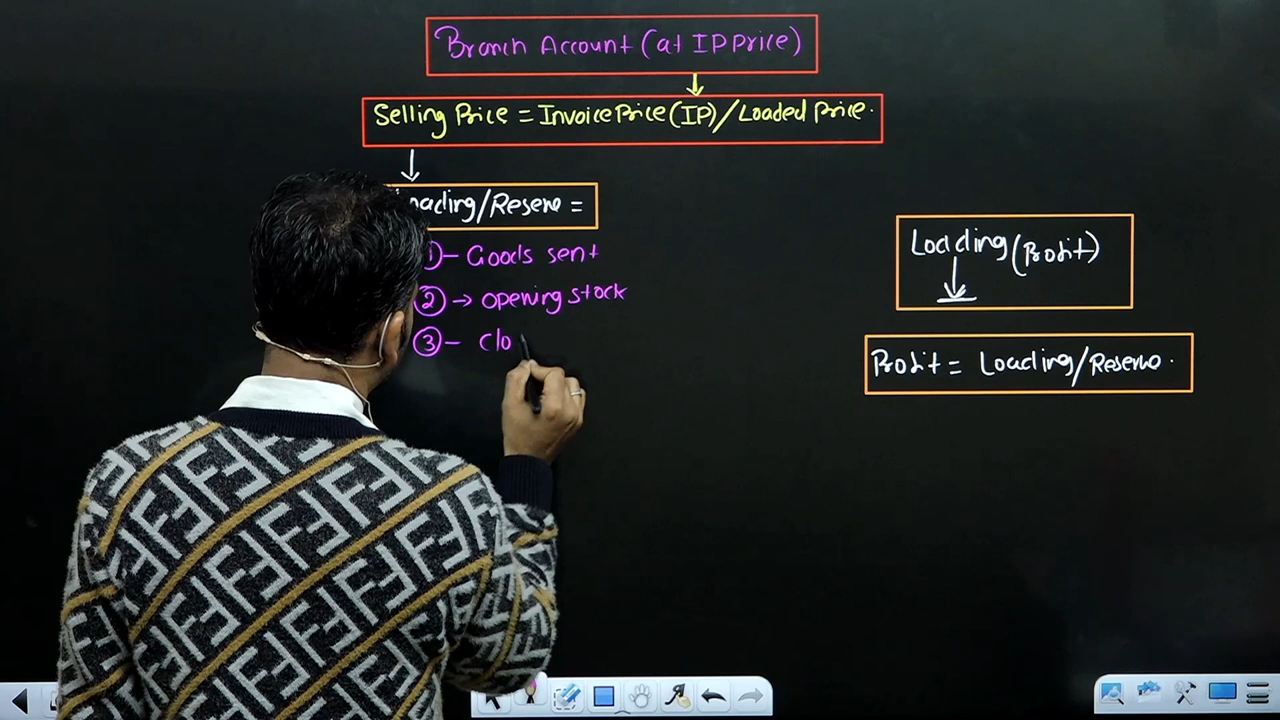 Branch Account (at IP Price)
Selling Price = Invoice Price (IP) / Loaded Price.
Loading/Reserve =
①- Goods sent
② → opening stock
③- Clo
Loading (Profit)
Profit = Loading/Reserve.